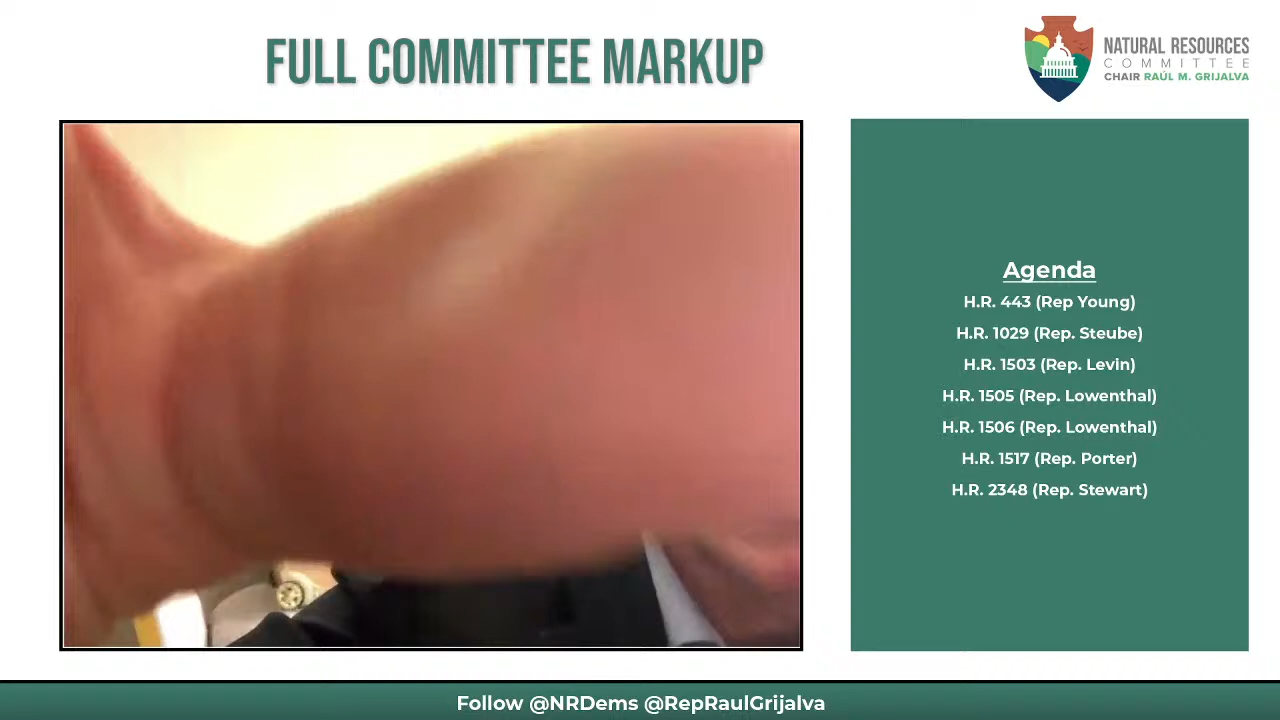 FULL COMMITTEE MARKUP
NATURAL RESOURCES
COMMITTEE
CHAIR RAÚL M. GRIJALVA
Agenda
H.R. 443 (Rep Young)
H.R. 1029 (Rep. Steube)
H.R. 1503 (Rep. Levin)
H.R. 1505 (Rep. Lowenthal)
H.R. 1506 (Rep. Lowenthal)
H.R. 1517 (Rep. Porter)
H.R. 2348 (Rep. Stewart)
Follow @NRDems @RepRaulGrijalva